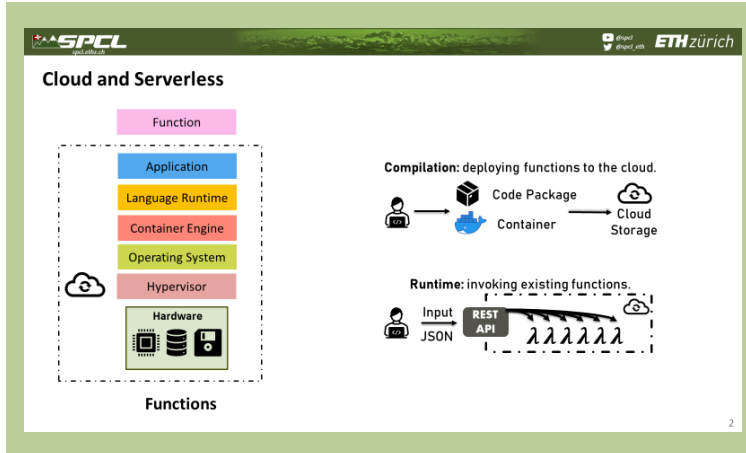 SPCL
spcl.ethz.ch
@spcl
@spcl_eth
ETH zürich
Cloud and Serverless
Function
Application
Language Runtime
Container Engine
Operating System
Hypervisor
Hardware
Functions
Compilation: deploying functions to the cloud.
Code Package
Container
Cloud
Storage
Runtime: invoking existing functions.
Input
JSON
REST
API
λ λ λ λ λ λ
2